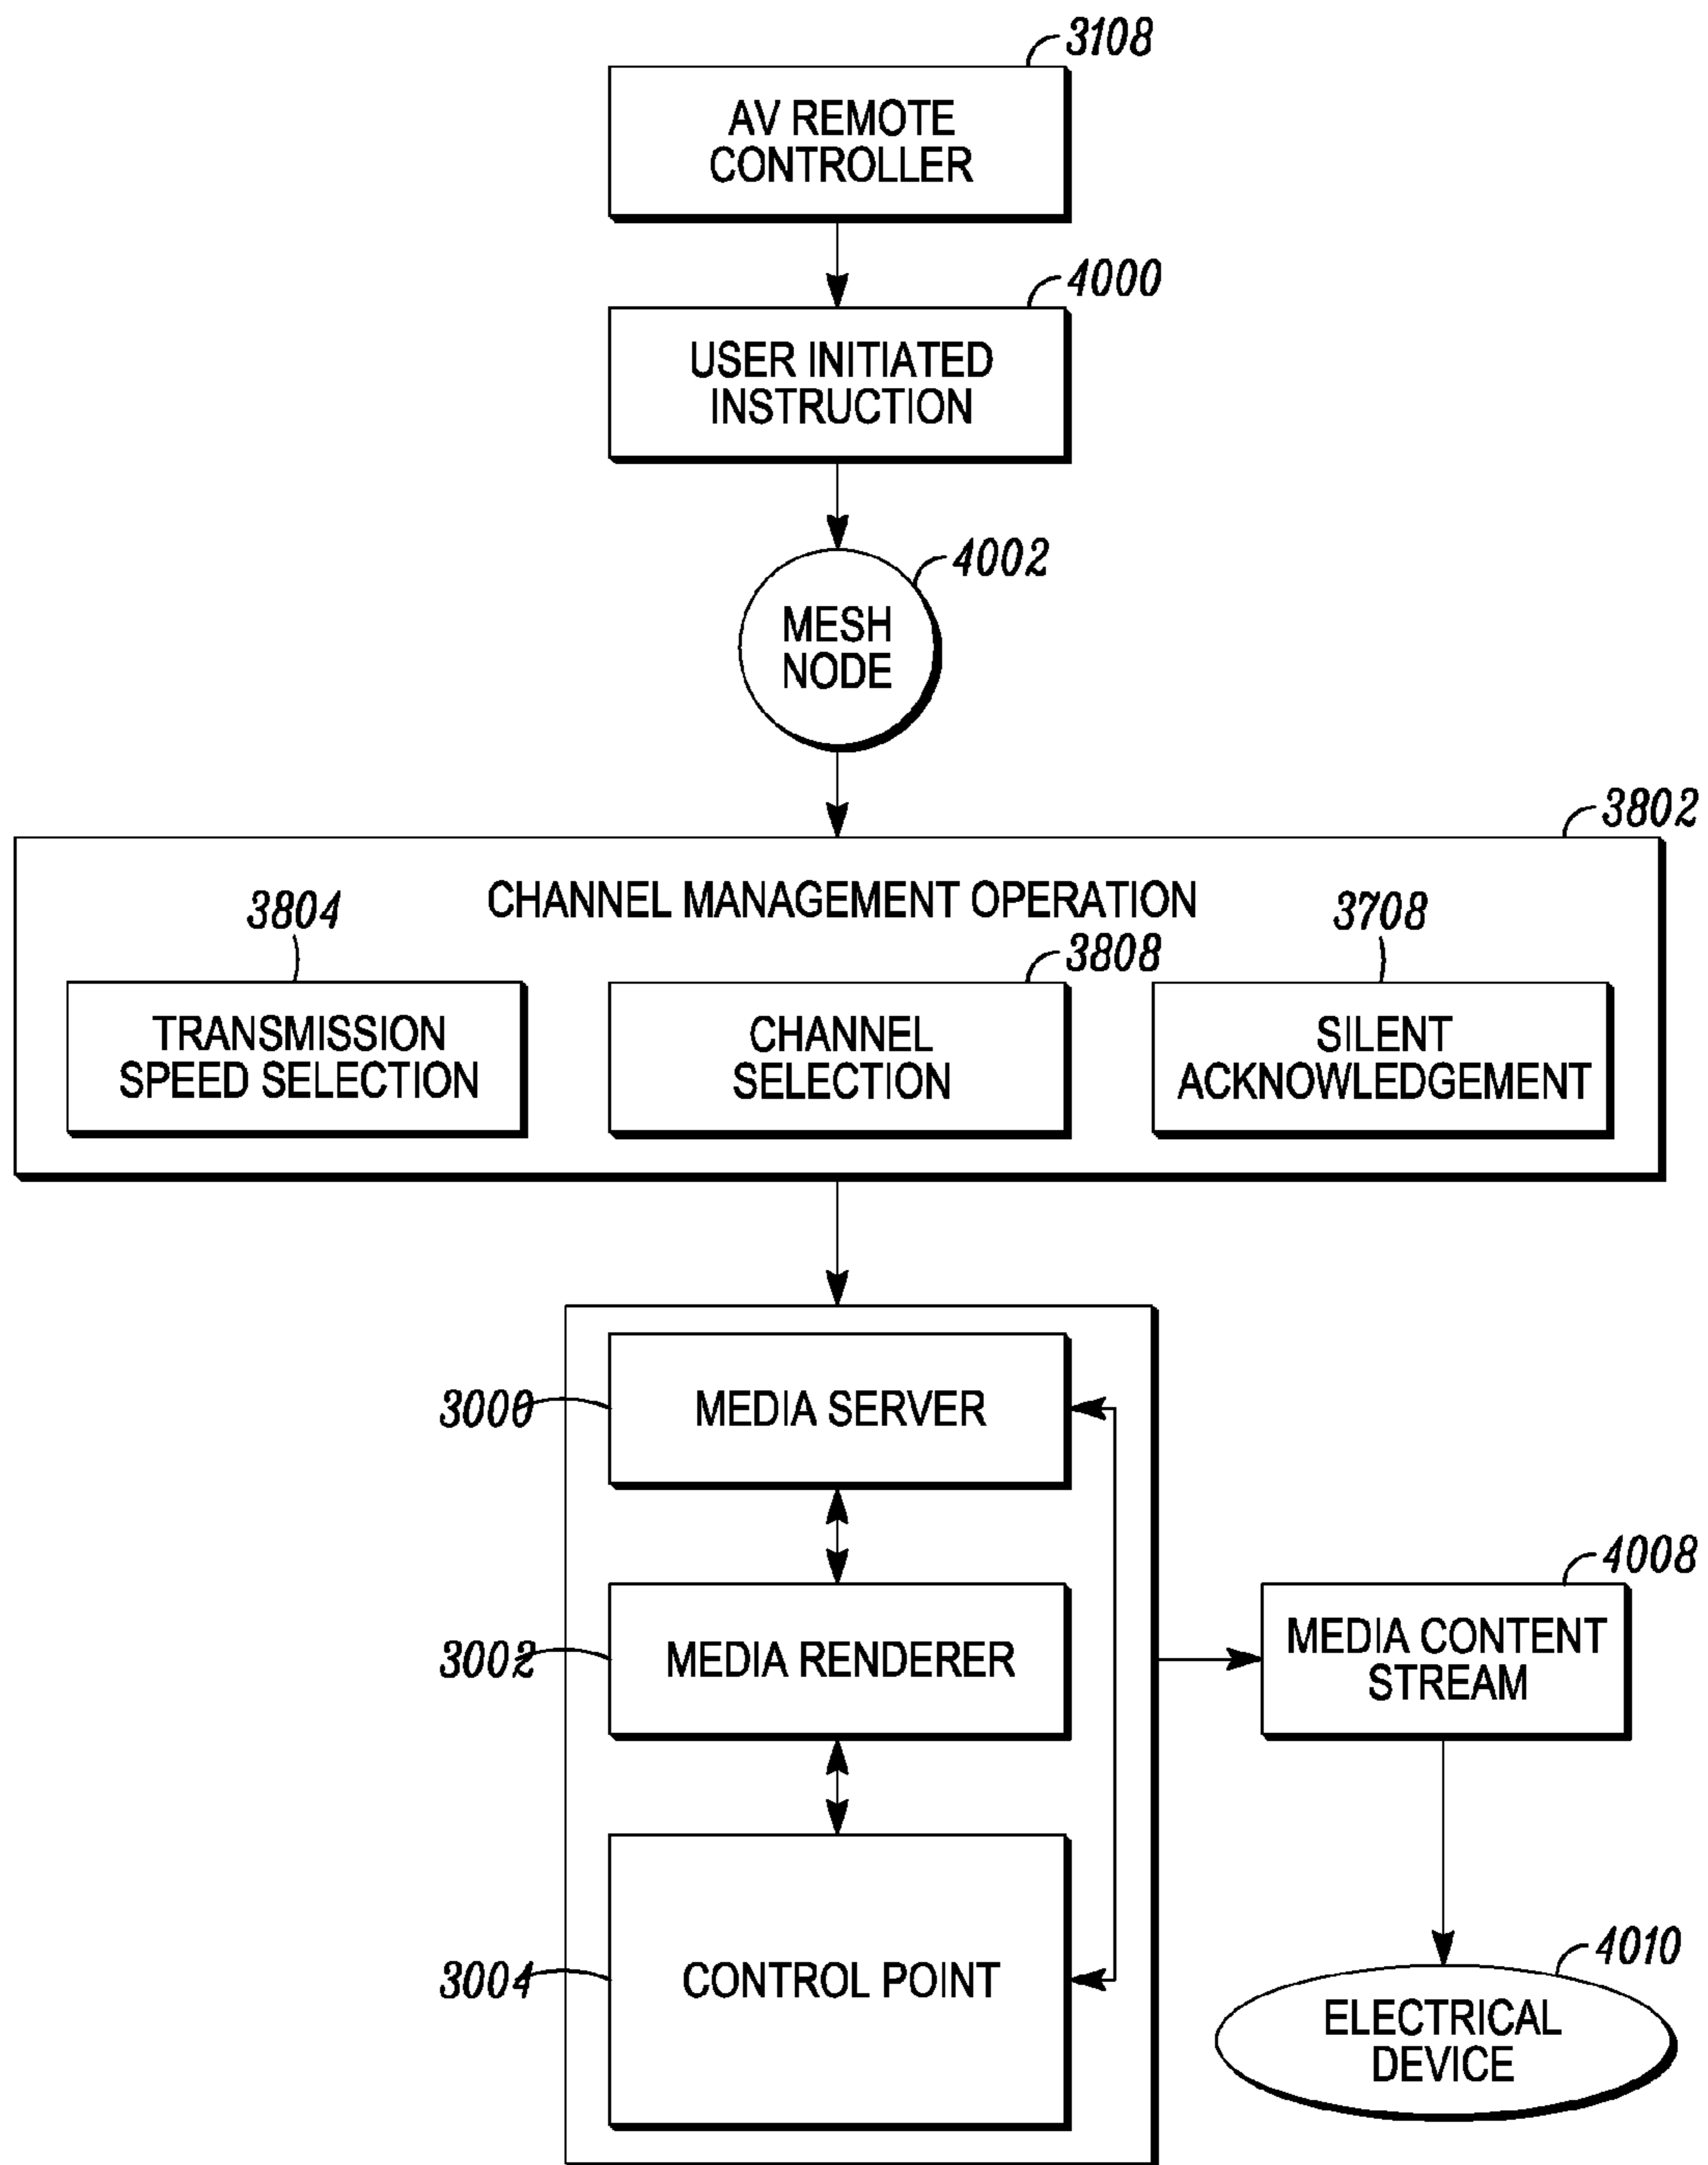 3108
AV REMOTE
CONTROLLER
4000
USER INITIATED
INSTRUCTION
4002
MESH
NODE
3802
CHANNEL MANAGEMENT OPERATION
3804
TRANSMISSION
SPEED SELECTION
3808
CHANNEL
SELECTION
3708
SILENT
ACKNOWLEDGEMENT
3000
MEDIA SERVER
3002
MEDIA RENDERER
4008
MEDIA CONTENT
STREAM
3004
CONTROL POINT
4010
ELECTRICAL
DEVICE